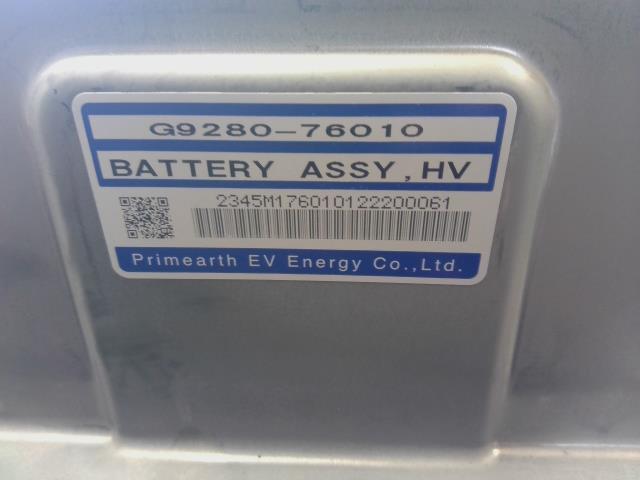 G9280-76010
BATTERY ASSY,HV
2345M176010122200061
Primearth EV Energy Co.,Ltd.